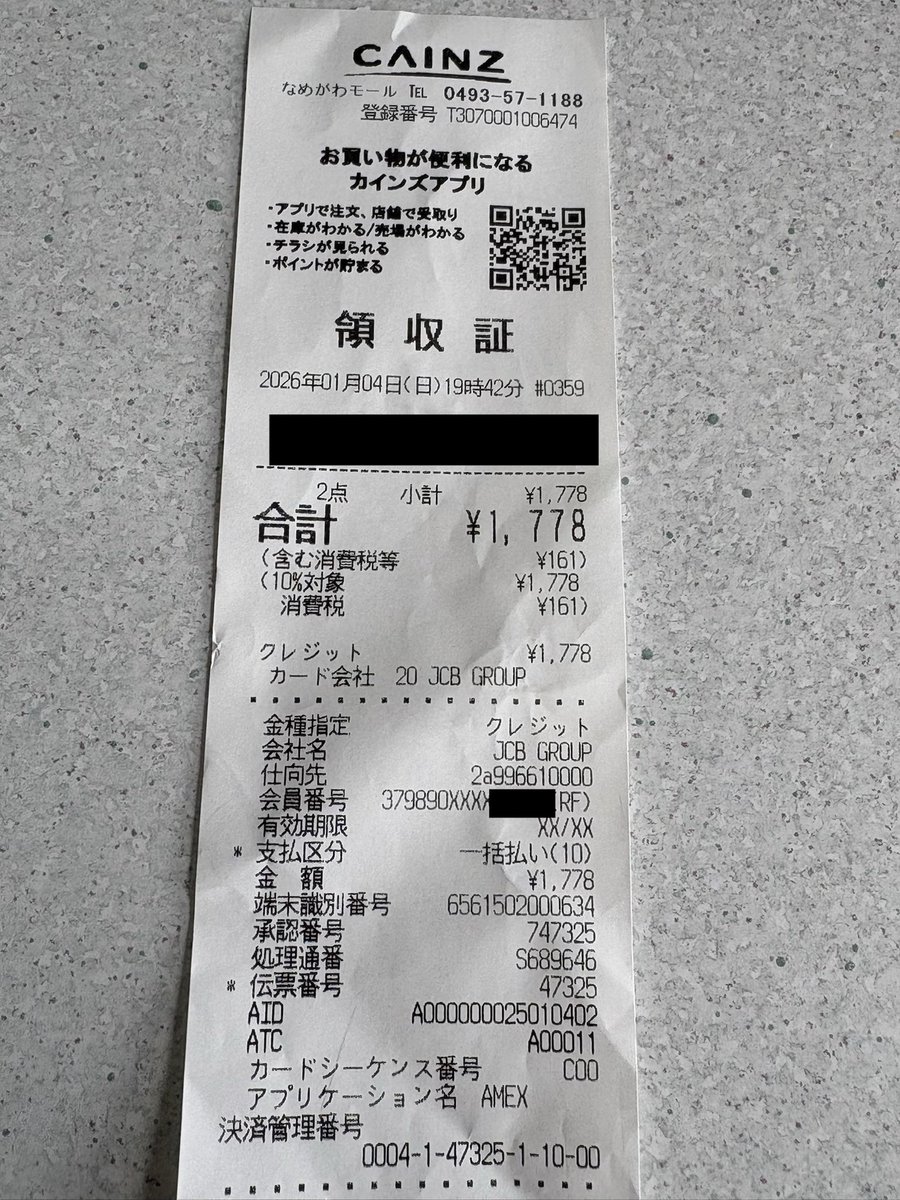 CAINZ
なめがわモール TEL 0493-57-1188
登録番号 T3070001006474
お買い物が便利になる
カインズアプリ
・アプリで注文、店舗で受取り
・在庫がわかる/売場がわかる
・チラシが見られる
・ポイントが貯まる
領収証
2026年01月04日(日)19時42分 #0359
2点 小計 ¥1,778
合計 ¥1,778
(含む消費税等 ¥161)
(10%対象 ¥1,778
消費税 ¥161)
クレジット ¥1,778
カード会社 20 JCB GROUP
金種指定 クレジット
会社名 JCB GROUP
仕向先 2a996610000
会員番号 379890XXXX RF)
有効期限 XX/XX
* 支払区分 一括払い(10)
金 額 ¥1,778
端末識別番号 6561502000634
承認番号 747325
処理通番 S689646
* 伝票番号 47325
AID A000000025010402
ATC A00011
カードシーケンス番号 C00
アプリケーション名 AMEX
決済管理番号
0004-1-47325-1-10-00